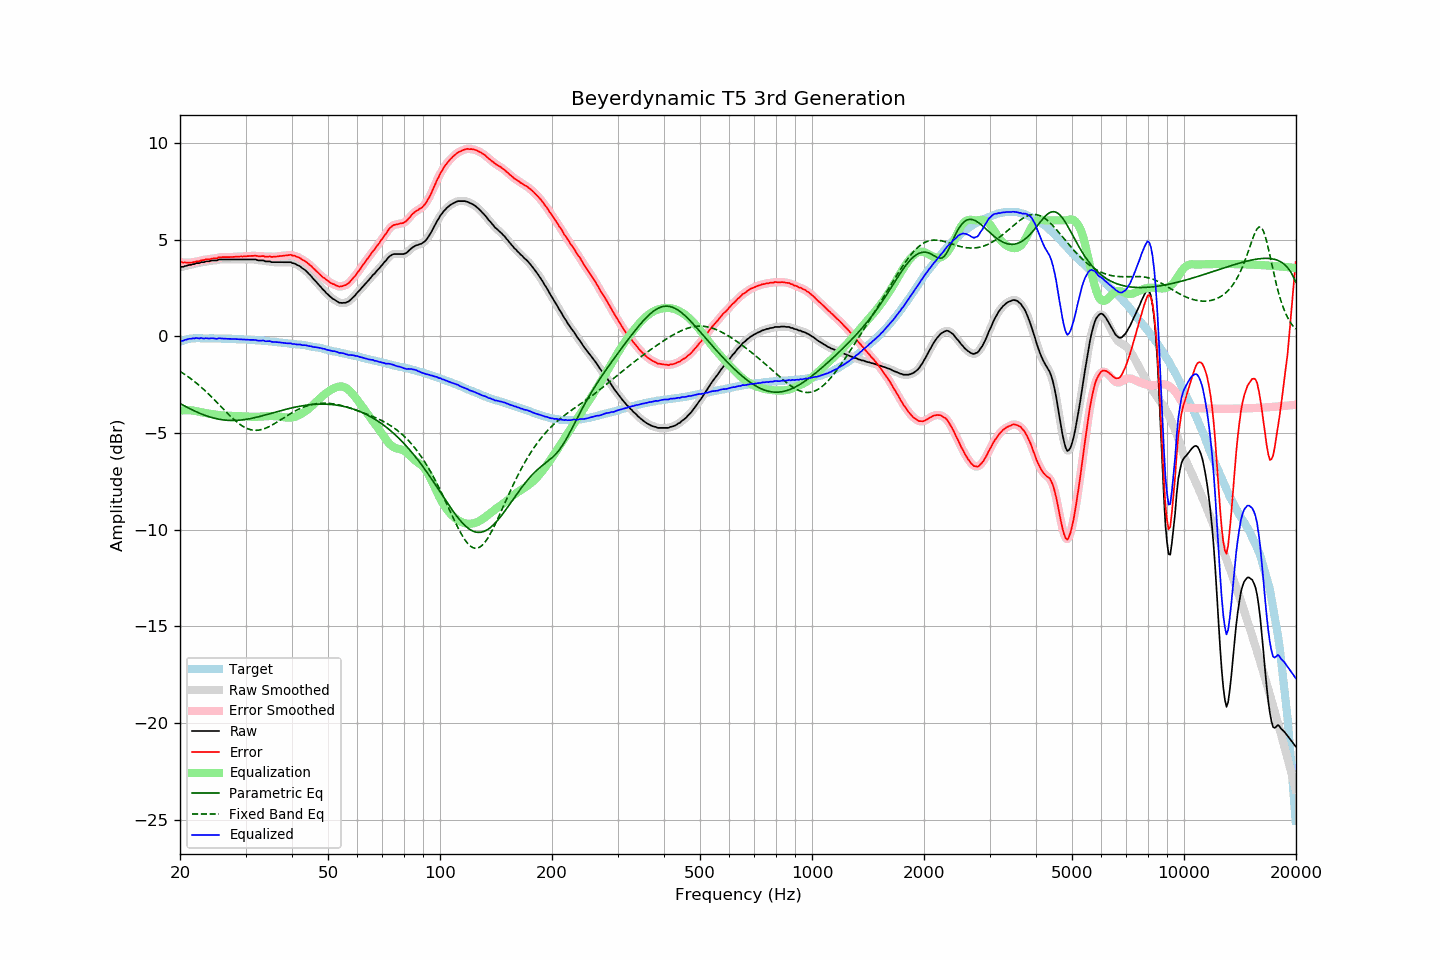 Beyerdynamic T5 3rd Generation
Amplitude (dBr)
10
5
0
−5
−10
−15
−20
−25
Target
Raw Smoothed
Error Smoothed
Raw
Error
Equalization
Parametric Eq
Fixed Band Eq
Equalized
20 50 100 200 500 1000 2000 5000 10000 20000
Frequency (Hz)